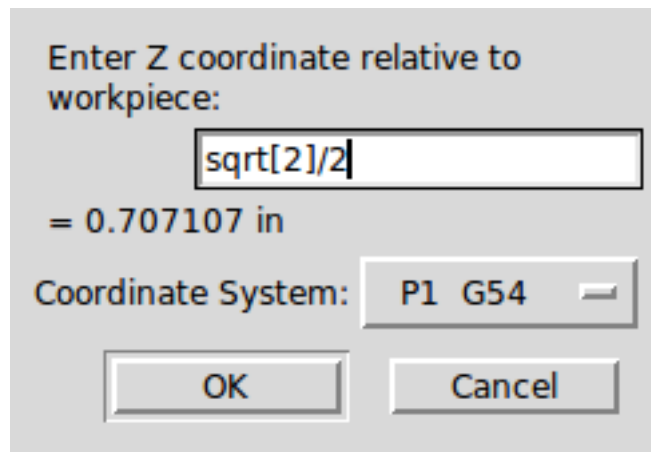 Enter Z coordinate relative to
workpiece:
sqrt[2]/2
= 0.707107 in
Coordinate System: P1 G54
OK Cancel